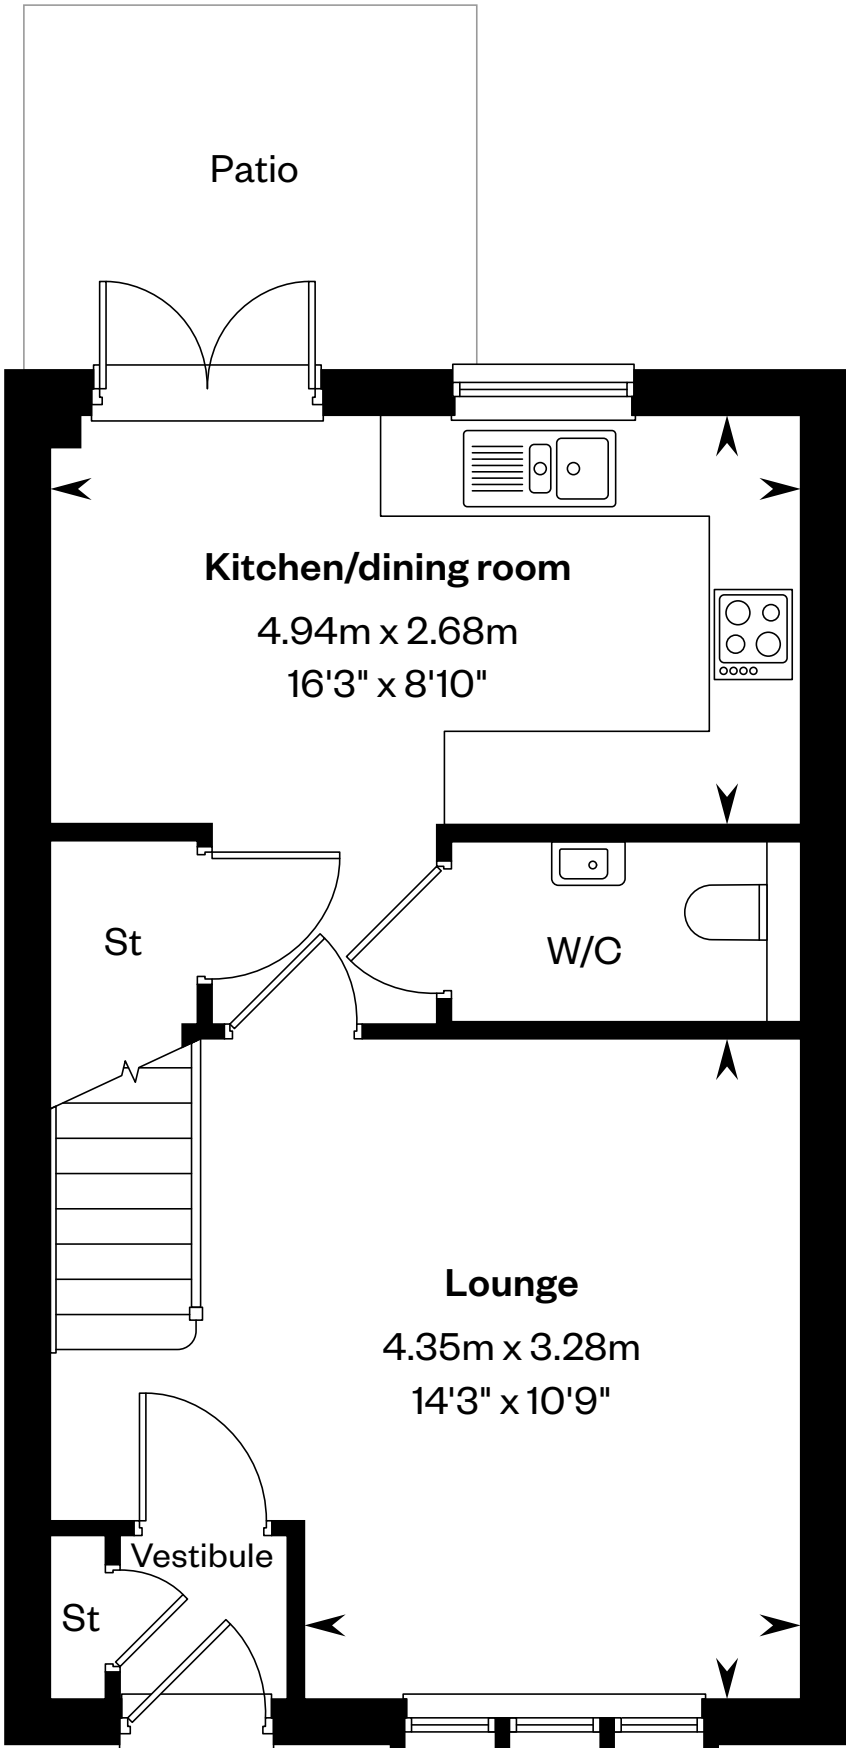 Patio
Kitchen/dining room
4.94m x 2.68m
16'3" x 8'10"
St
W/C
Lounge
4.35m x 3.28m
14'3" x 10'9"
Vestibule
St